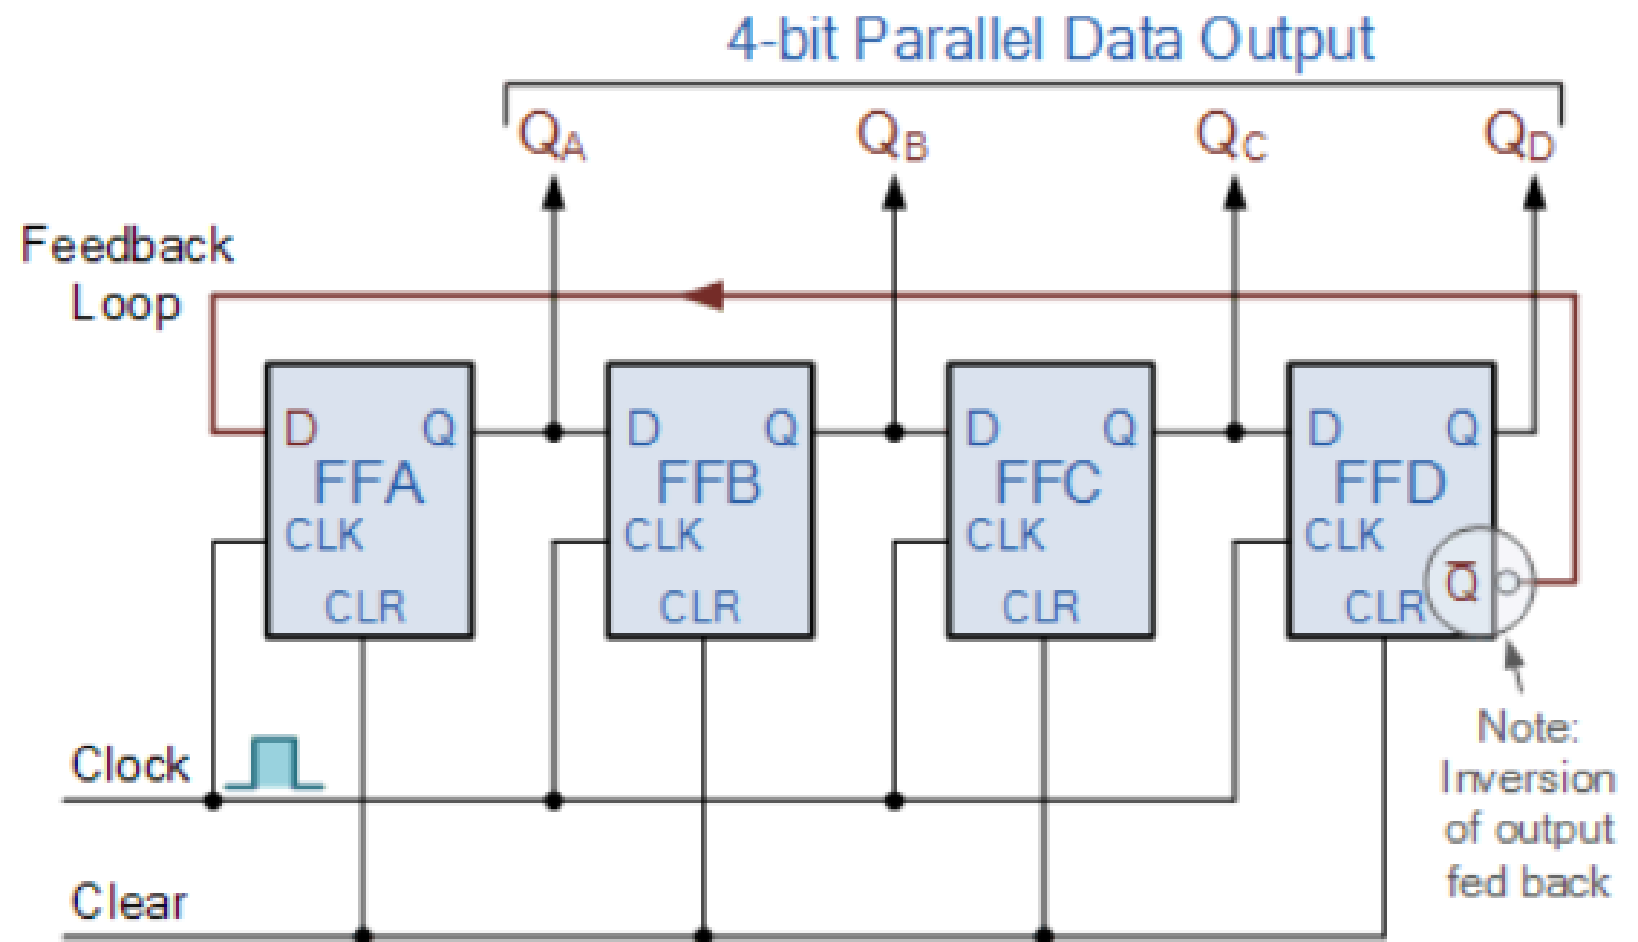 4-bit Parallel Data Output
QA QB QC QD
Feedback
Loop
D Q D Q D Q D Q
FFA FFB FFC FFD
CLK CLK CLK CLK
Q̅
CLR CLR CLR CLR
Note:
Inversion
of output
fed back
Clock
Clear